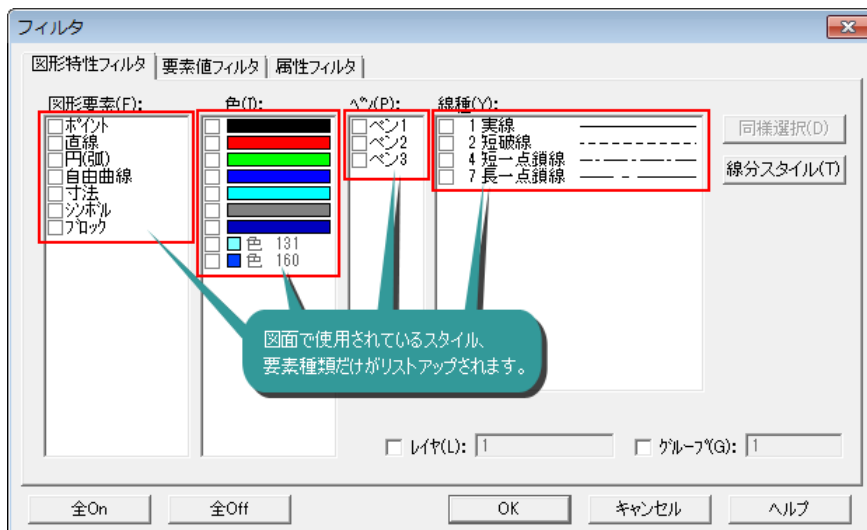 フィルタ
図形特性フィルタ 要素値フィルタ 属性フィルタ
図形要素(E):
ポイント
直線
円(弧)
自由曲線
寸法
シンボル
ブロック
色(I):
色 131
色 160
ペン(P):
ペン1
ペン2
ペン3
線種(Y):
1 実線
2 短破線
4 短一点鎖線
7 長一点鎖線
同様選択(D)
線分スタイル(T)
図面で使用されているスタイル、
要素種類だけがリストアップされます。
レイヤ(L): 1 グループ(G): 1
全On 全Off OK キャンセル ヘルプ